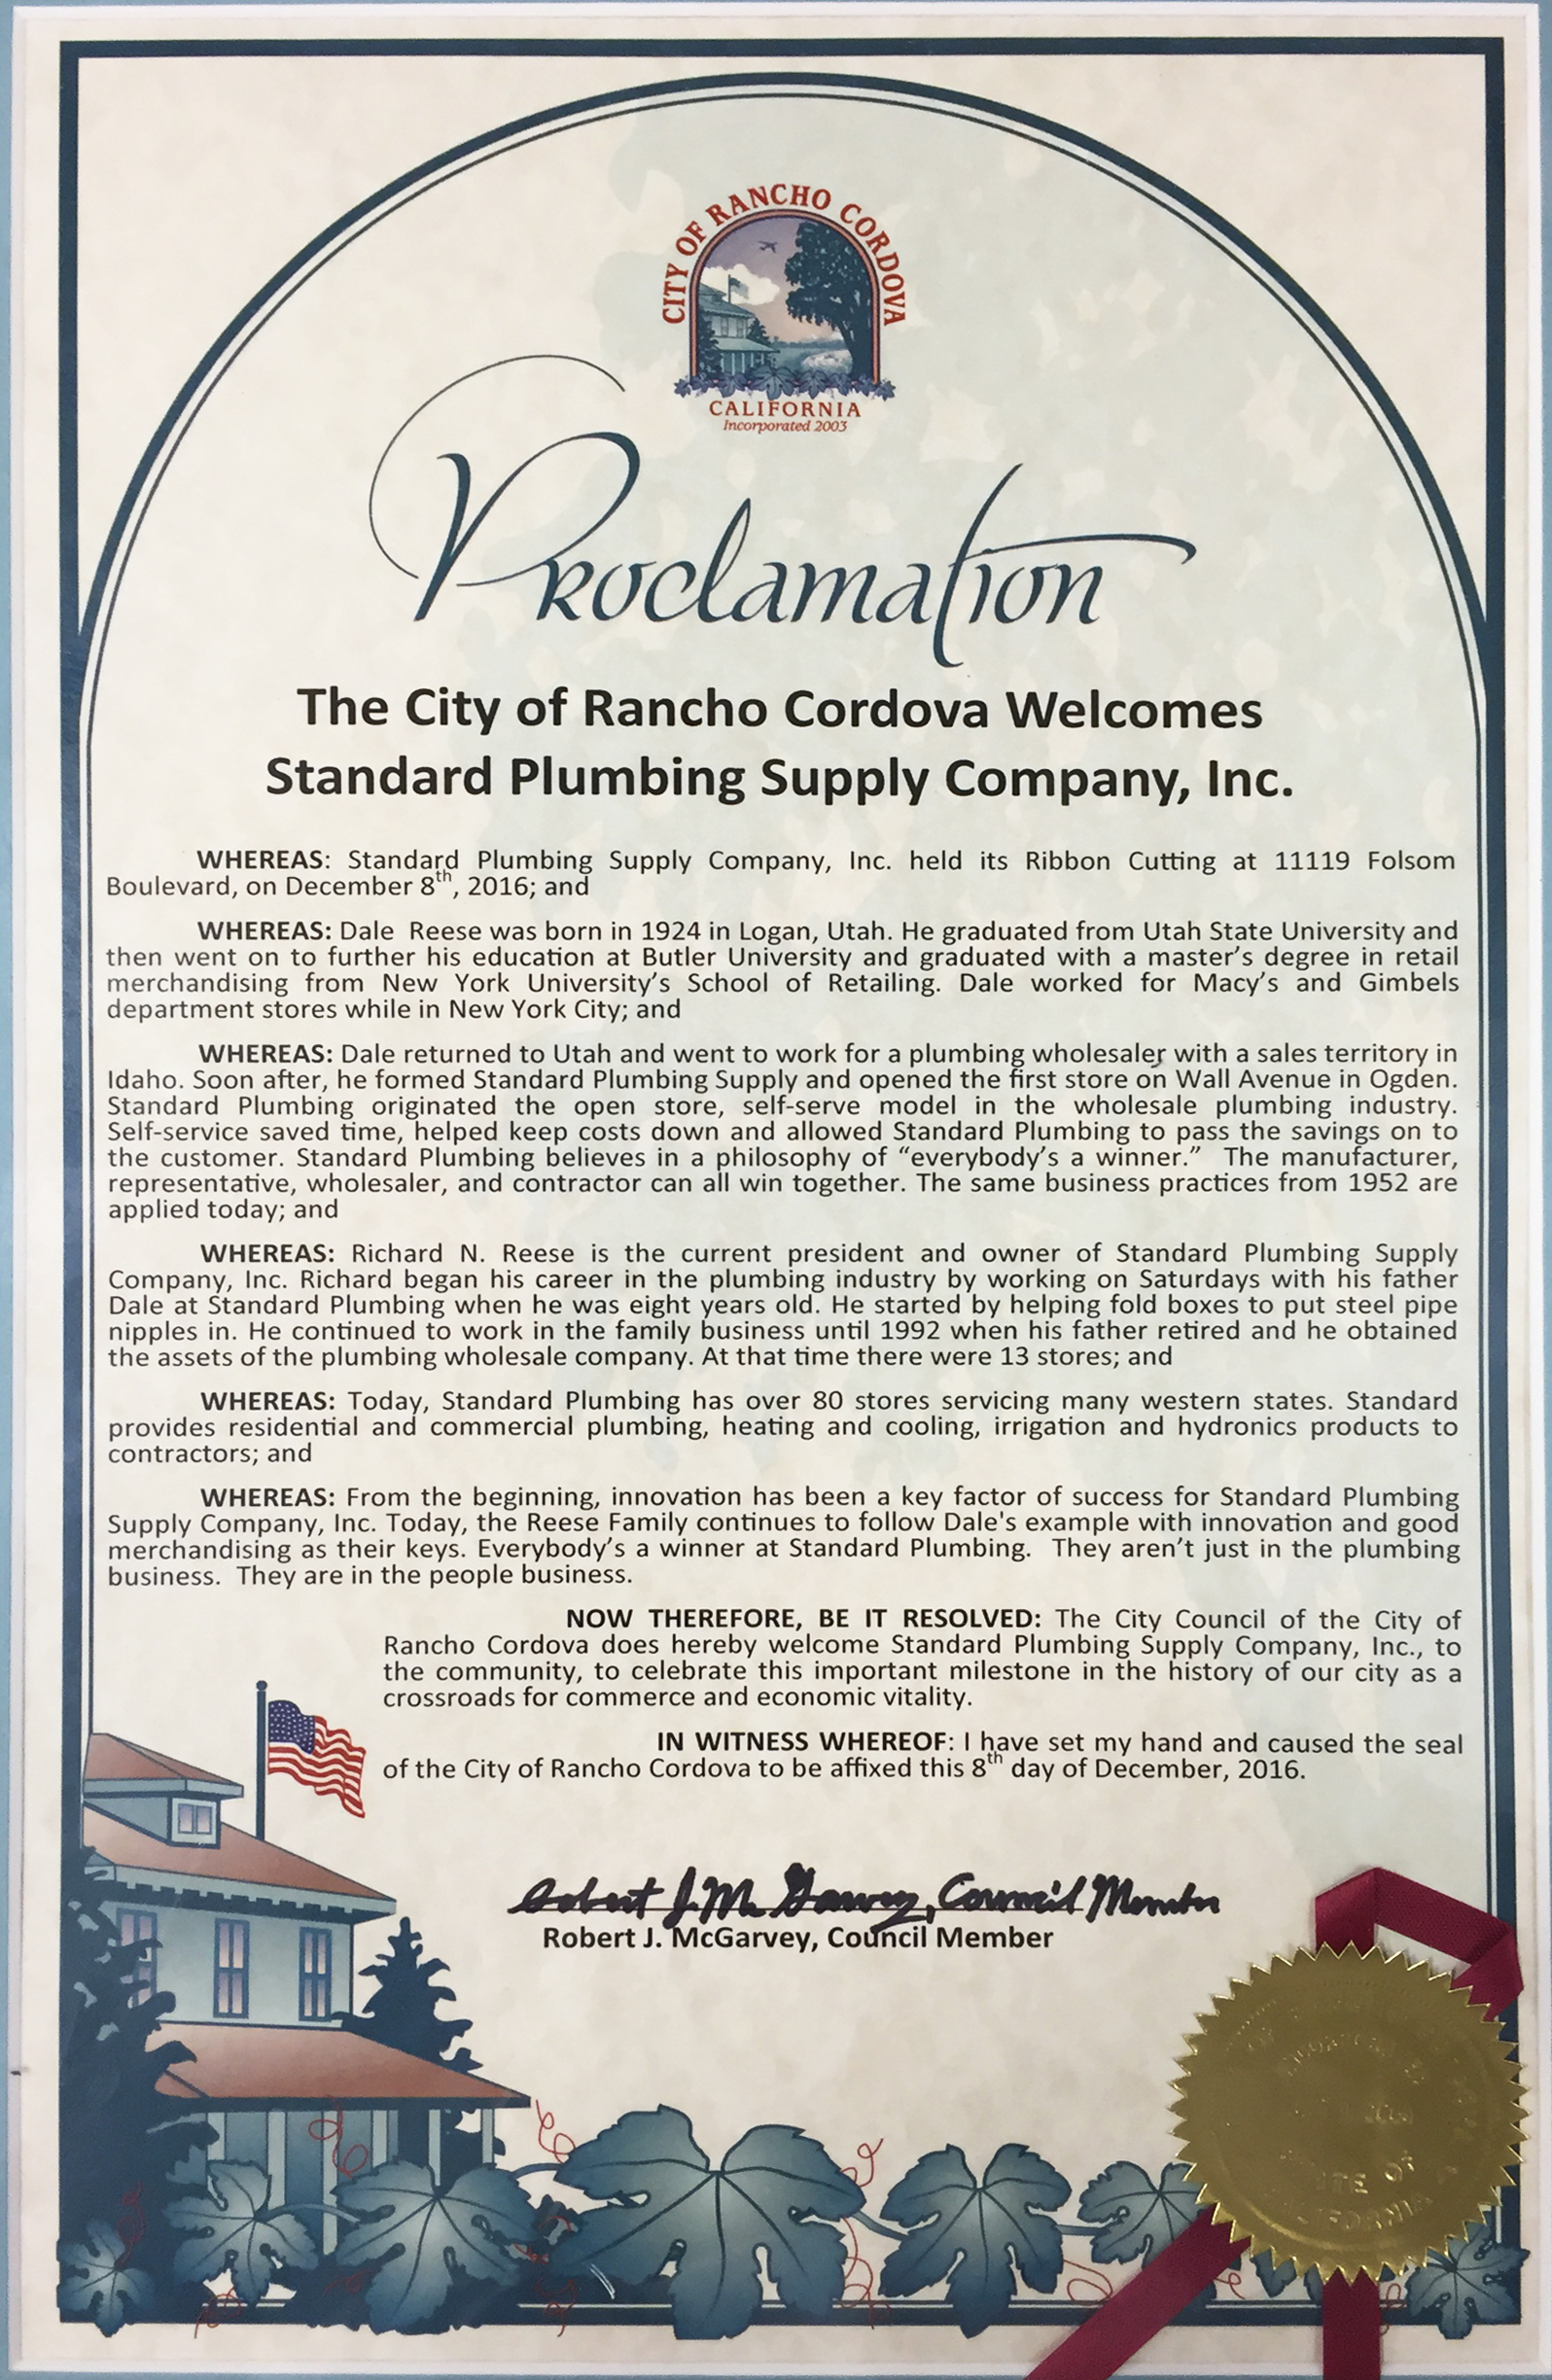 CITY OF RANCHO CORDOVA
CALIFORNIA
Incorporated 2003
Proclamation
The City of Rancho Cordova Welcomes
Standard Plumbing Supply Company, Inc.
WHEREAS: Standard Plumbing Supply Company, Inc. held its Ribbon Cutting at 11119 Folsom
Boulevard, on December 8th, 2016; and
WHEREAS: Dale Reese was born in 1924 in Logan, Utah. He graduated from Utah State University and
then went on to further his education at Butler University and graduated with a master's degree in retail
merchandising from New York University's School of Retailing. Dale worked for Macy's and Gimbels
department stores while in New York City; and
WHEREAS: Dale returned to Utah and went to work for a plumbing wholesaler with a sales territory in
Idaho. Soon after, he formed Standard Plumbing Supply and opened the first store on Wall Avenue in Ogden.
Standard Plumbing originated the open store, self-serve model in the wholesale plumbing industry.
Self-service saved time, helped keep costs down and allowed Standard Plumbing to pass the savings on to
the customer. Standard Plumbing believes in a philosophy of “everybody's a winner.” The manufacturer,
representative, wholesaler, and contractor can all win together. The same business practices from 1952 are
applied today; and
WHEREAS: Richard N. Reese is the current president and owner of Standard Plumbing Supply
Company, Inc. Richard began his career in the plumbing industry by working on Saturdays with his father
Dale at Standard Plumbing when he was eight years old. He started by helping fold boxes to put steel pipe
nipples in. He continued to work in the family business until 1992 when his father retired and he obtained
the assets of the plumbing wholesale company. At that time there were 13 stores; and
WHEREAS: Today, Standard Plumbing has over 80 stores servicing many western states. Standard
provides residential and commercial plumbing, heating and cooling, irrigation and hydronics products to
contractors; and
WHEREAS: From the beginning, innovation has been a key factor of success for Standard Plumbing
Supply Company, Inc. Today, the Reese Family continues to follow Dale's example with innovation and good
merchandising as their keys. Everybody's a winner at Standard Plumbing. They aren't just in the plumbing
business. They are in the people business.
NOW THEREFORE, BE IT RESOLVED: The City Council of the City of
Rancho Cordova does hereby welcome Standard Plumbing Supply Company, Inc., to
the community, to celebrate this important milestone in the history of our city as a
crossroads for commerce and economic vitality.
IN WITNESS WHEREOF: I have set my hand and caused the seal
of the City of Rancho Cordova to be affixed this 8th day of December, 2016.
Robert J. McGarvey, Council Member
Robert J. McGarvey, Council Member